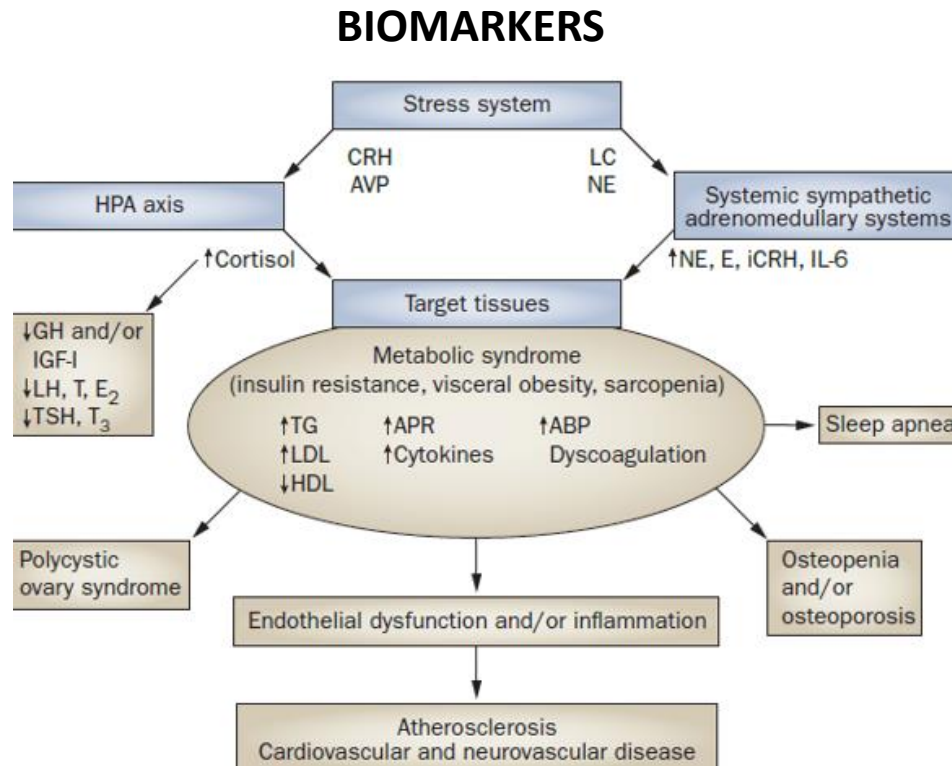 BIOMARKERS
Stress system
CRH
AVP
LC
NE
HPA axis
Systemic sympathetic
adrenomedullary systems
↑Cortisol
↑NE, E, iCRH, IL-6
Target tissues
↓GH and/or
IGF-I
↓LH, T, E₂
↓TSH, T₃
Metabolic syndrome
(insulin resistance, visceral obesity, sarcopenia)
↑TG
↑LDL
↓HDL
↑APR
↑Cytokines
↑ABP
Dyscoagulation
Sleep apnea
Polycystic
ovary syndrome
Osteopenia
and/or
osteoporosis
Endothelial dysfunction and/or inflammation
Atherosclerosis
Cardiovascular and neurovascular disease